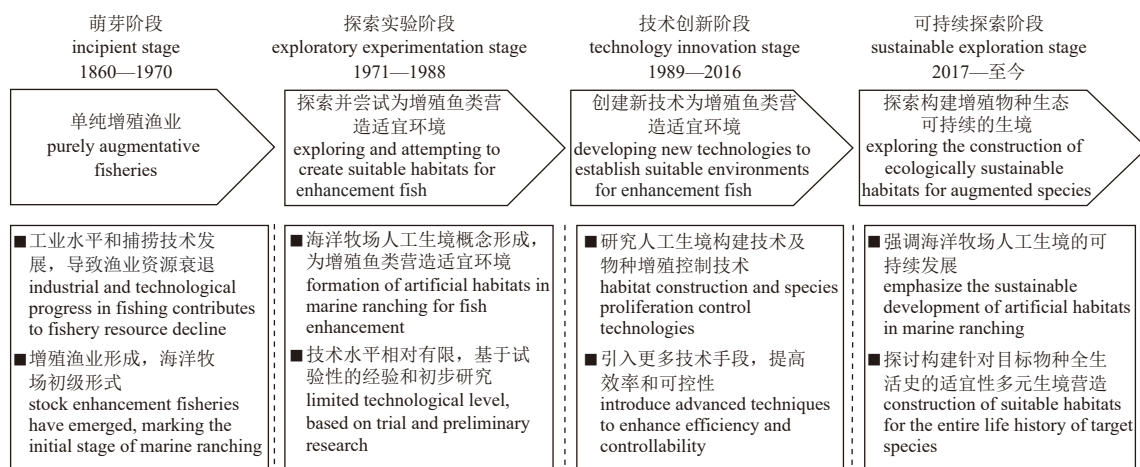 萌芽阶段
incipient stage
1860—1970
单纯增殖渔业
purely augmentative
fisheries
■工业水平和捕捞技术发
展，导致渔业资源衰退
industrial and technological
progress in fishing contributes
to fishery resource decline
■增殖渔业形成，海洋牧
场初级形式
stock enhancement fisheries
have emerged, marking the
initial stage of marine ranching
探索实验阶段
exploratory experimentation stage
1971—1988
探索并尝试为增殖鱼类营
造适宜环境
exploring and attempting to
create suitable habitats for
enhancement fish
■海洋牧场人工生境概念形成，
为增殖鱼类营造适宜环境
formation of artificial habitats in
marine ranching for fish
enhancement
■技术水平相对有限，基于试
验性的经验和初步研究
limited technological level,
based on trial and preliminary
research
技术创新阶段
technology innovation stage
1989—2016
创建新技术为增殖鱼类营
造适宜环境
developing new technologies to
establish suitable environments
for enhancement fish
■研究人工生境构建技术及
物种增殖控制技术
habitat construction and species
proliferation control
technologies
■引入更多技术手段，提高
效率和可控性
introduce advanced techniques
to enhance efficiency and
controllability
可持续探索阶段
sustainable exploration stage
2017—至今
探索构建增殖物种生态
可持续的生境
exploring the construction of
ecologically sustainable
habitats for augmented species
■强调海洋牧场人工生境的可
持续发展
emphasize the sustainable
development of artificial habitats
in marine ranching
■探讨构建针对目标物种全生
活史的适宜性多元生境营造
construction of suitable habitats
for the entire life history of target
species